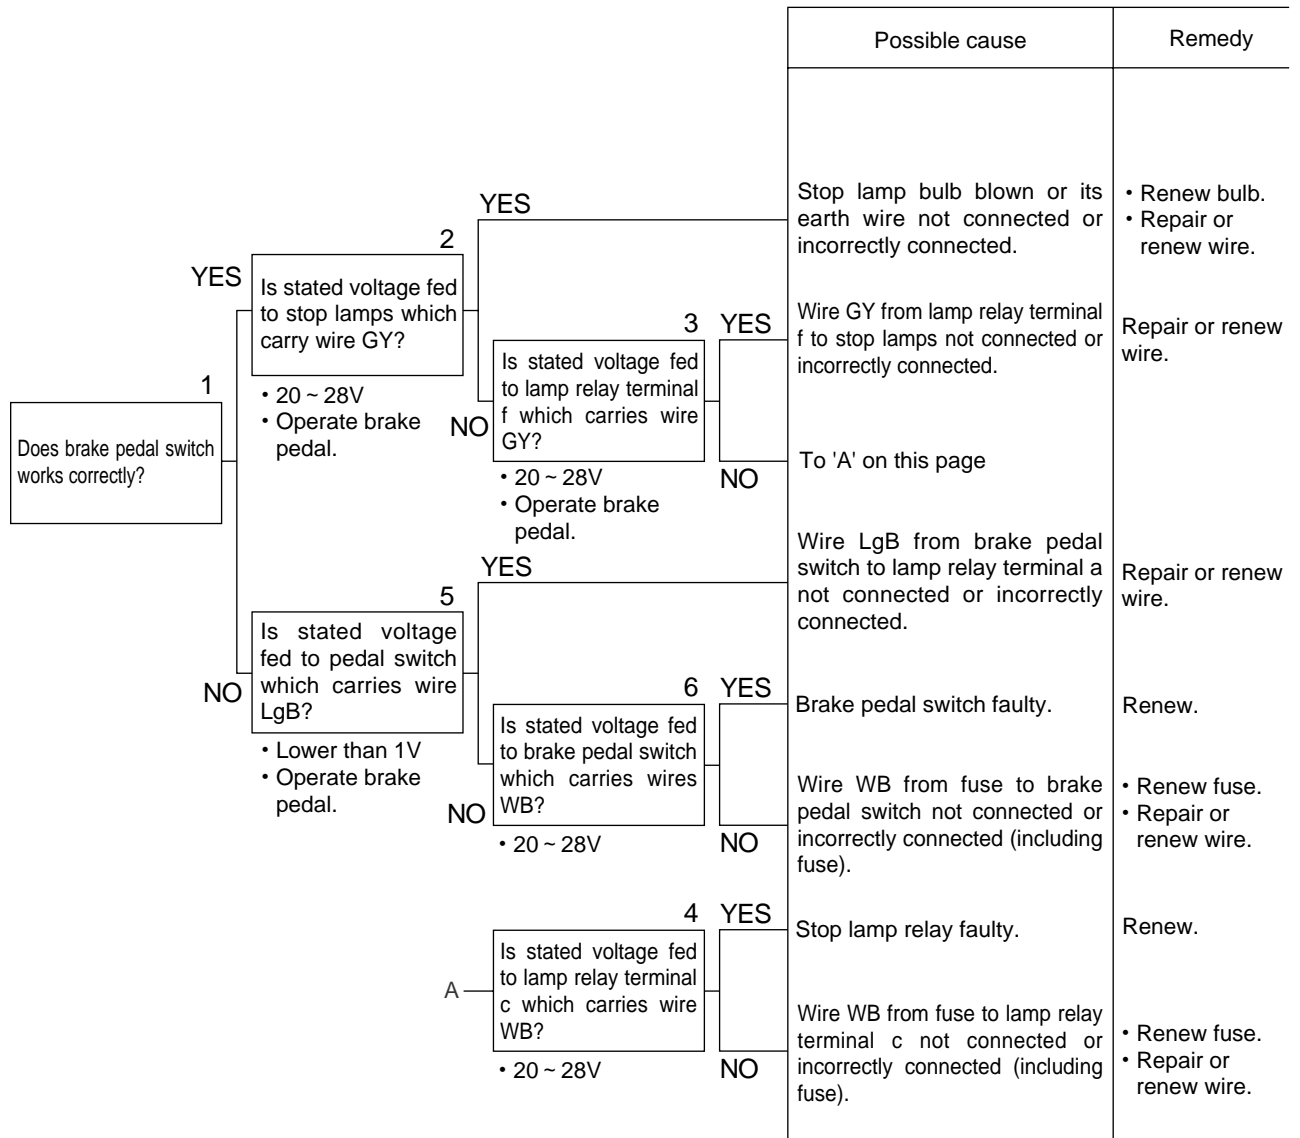 Possible cause
Remedy
1
Does brake pedal switch
works correctly?
YES
2
Is stated voltage fed
to stop lamps which
carry wire GY?
・20 ~ 28V
・Operate brake
pedal.
YES
Stop lamp bulb blown or its
earth wire not connected or
incorrectly connected.
・Renew bulb.
・Repair or
renew wire.
NO
3
Is stated voltage fed
to lamp relay terminal
f which carries wire
GY?
・20 ~ 28V
・Operate brake
pedal.
YES
Wire GY from lamp relay terminal
f to stop lamps not connected or
incorrectly connected.
Repair or renew
wire.
NO
To 'A' on this page
NO
5
Is stated voltage
fed to pedal switch
which carries wire
LgB?
・Lower than 1V
・Operate brake
pedal.
YES
Wire LgB from brake pedal
switch to lamp relay terminal a
not connected or incorrectly
connected.
Repair or renew
wire.
NO
6
Is stated voltage fed
to brake pedal switch
which carries wires
WB?
・20 ~ 28V
YES
Brake pedal switch faulty.
Renew.
NO
Wire WB from fuse to brake
pedal switch not connected or
incorrectly connected (including
fuse).
・Renew fuse.
・Repair or
renew wire.
A
4
Is stated voltage fed
to lamp relay terminal
c which carries wire
WB?
・20 ~ 28V
YES
Stop lamp relay faulty.
Renew.
NO
Wire WB from fuse to lamp relay
terminal c not connected or
incorrectly connected (including
fuse).
・Renew fuse.
・Repair or
renew wire.